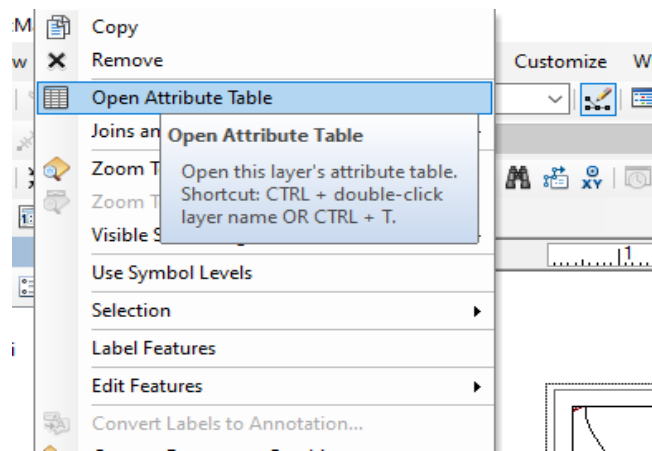 Copy
Remove
Customize
Open Attribute Table
Joins an
Open Attribute Table
Open this layer's attribute table.
Shortcut: CTRL + double-click
layer name OR CTRL + T.
Zoom T
Zoom T
Visible S
XY
Use Symbol Levels
1
Selection
Label Features
Edit Features
Convert Labels to Annotation...